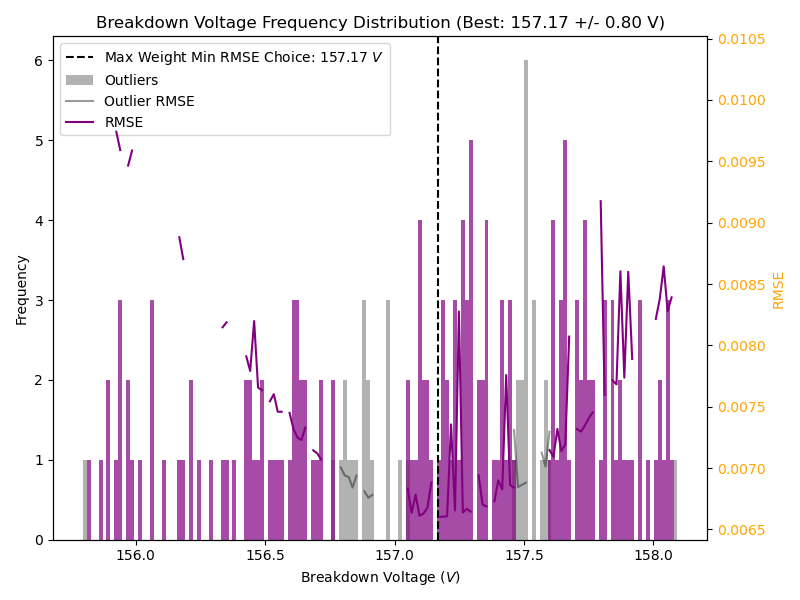 Breakdown Voltage Frequency Distribution (Best: 157.17 +/- 0.80 V)
Max Weight Min RMSE Choice: 157.17 V
Outliers
Outlier RMSE
RMSE
Frequency
6
5
4
3
2
1
0
156.0
156.5
157.0
157.5
158.0
Breakdown Voltage (V)
0.0105
0.0100
0.0095
0.0090
0.0085
0.0080
0.0075
0.0070
0.0065
RMSE